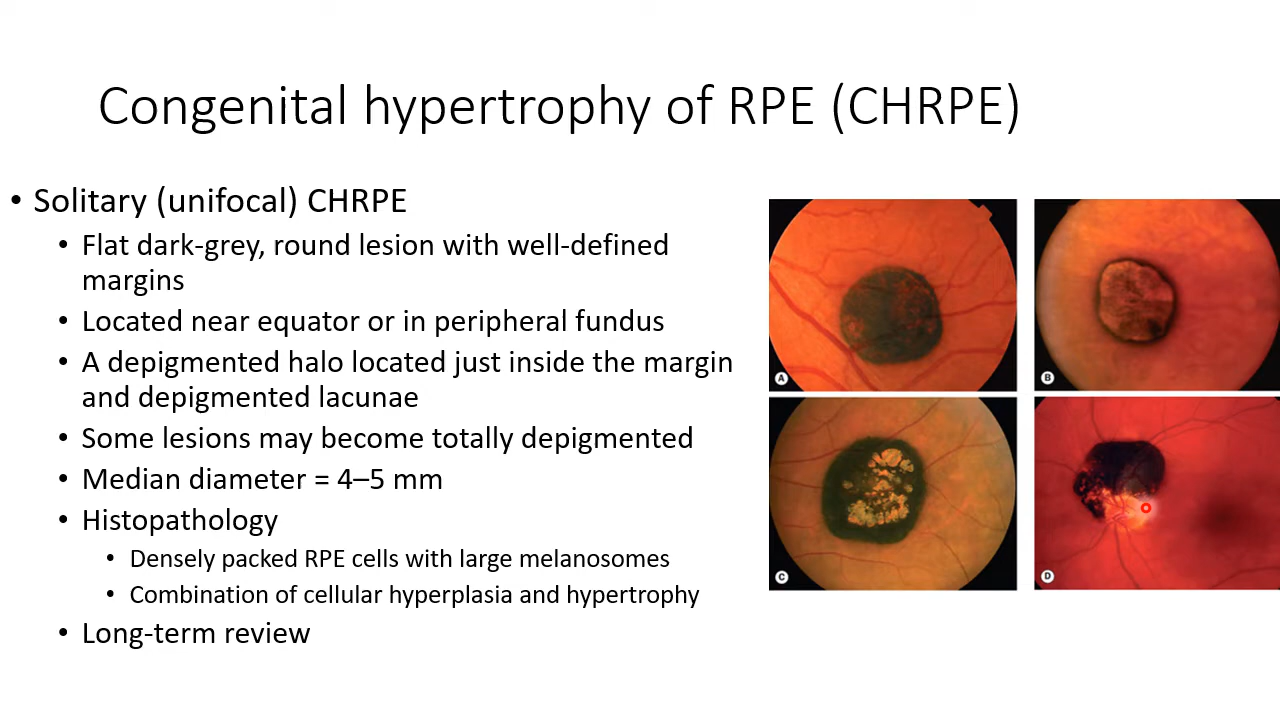 Congenital hypertrophy of RPE (CHRPE)
• Solitary (unifocal) CHRPE
• Flat dark-grey, round lesion with well-defined
margins
• Located near equator or in peripheral fundus
• A depigmented halo located just inside the margin
and depigmented lacunae
• Some lesions may become totally depigmented
• Median diameter = 4–5 mm
• Histopathology
• Densely packed RPE cells with large melanosomes
• Combination of cellular hyperplasia and hypertrophy
• Long-term review
A
B
C
D